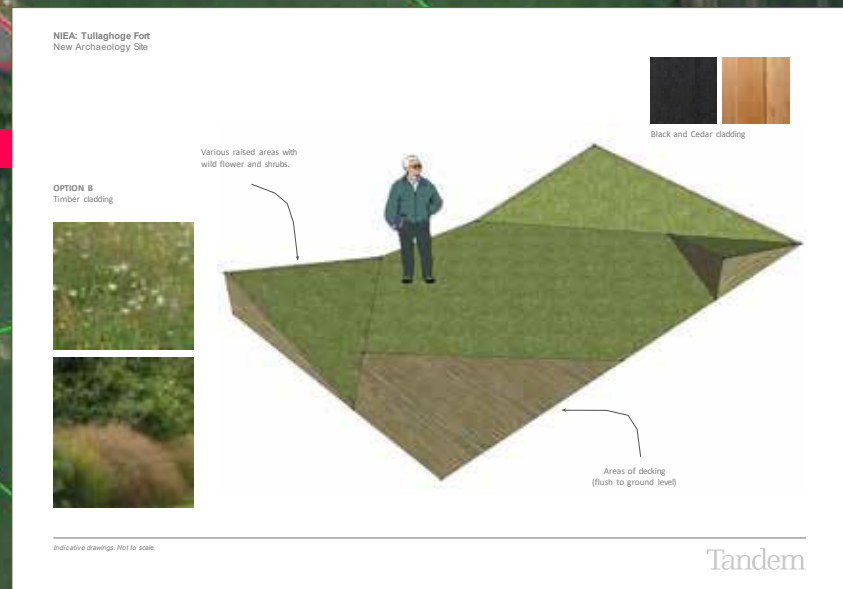 NIEA: Tullaghoge Fort
New Archaeology Site
Black and Cedar cladding
Various raised areas with
wild flower and shrubs.
OPTION B
Timber cladding
Areas of decking
(flush to ground level)
Indicative drawings. Not to scale.
Tandem